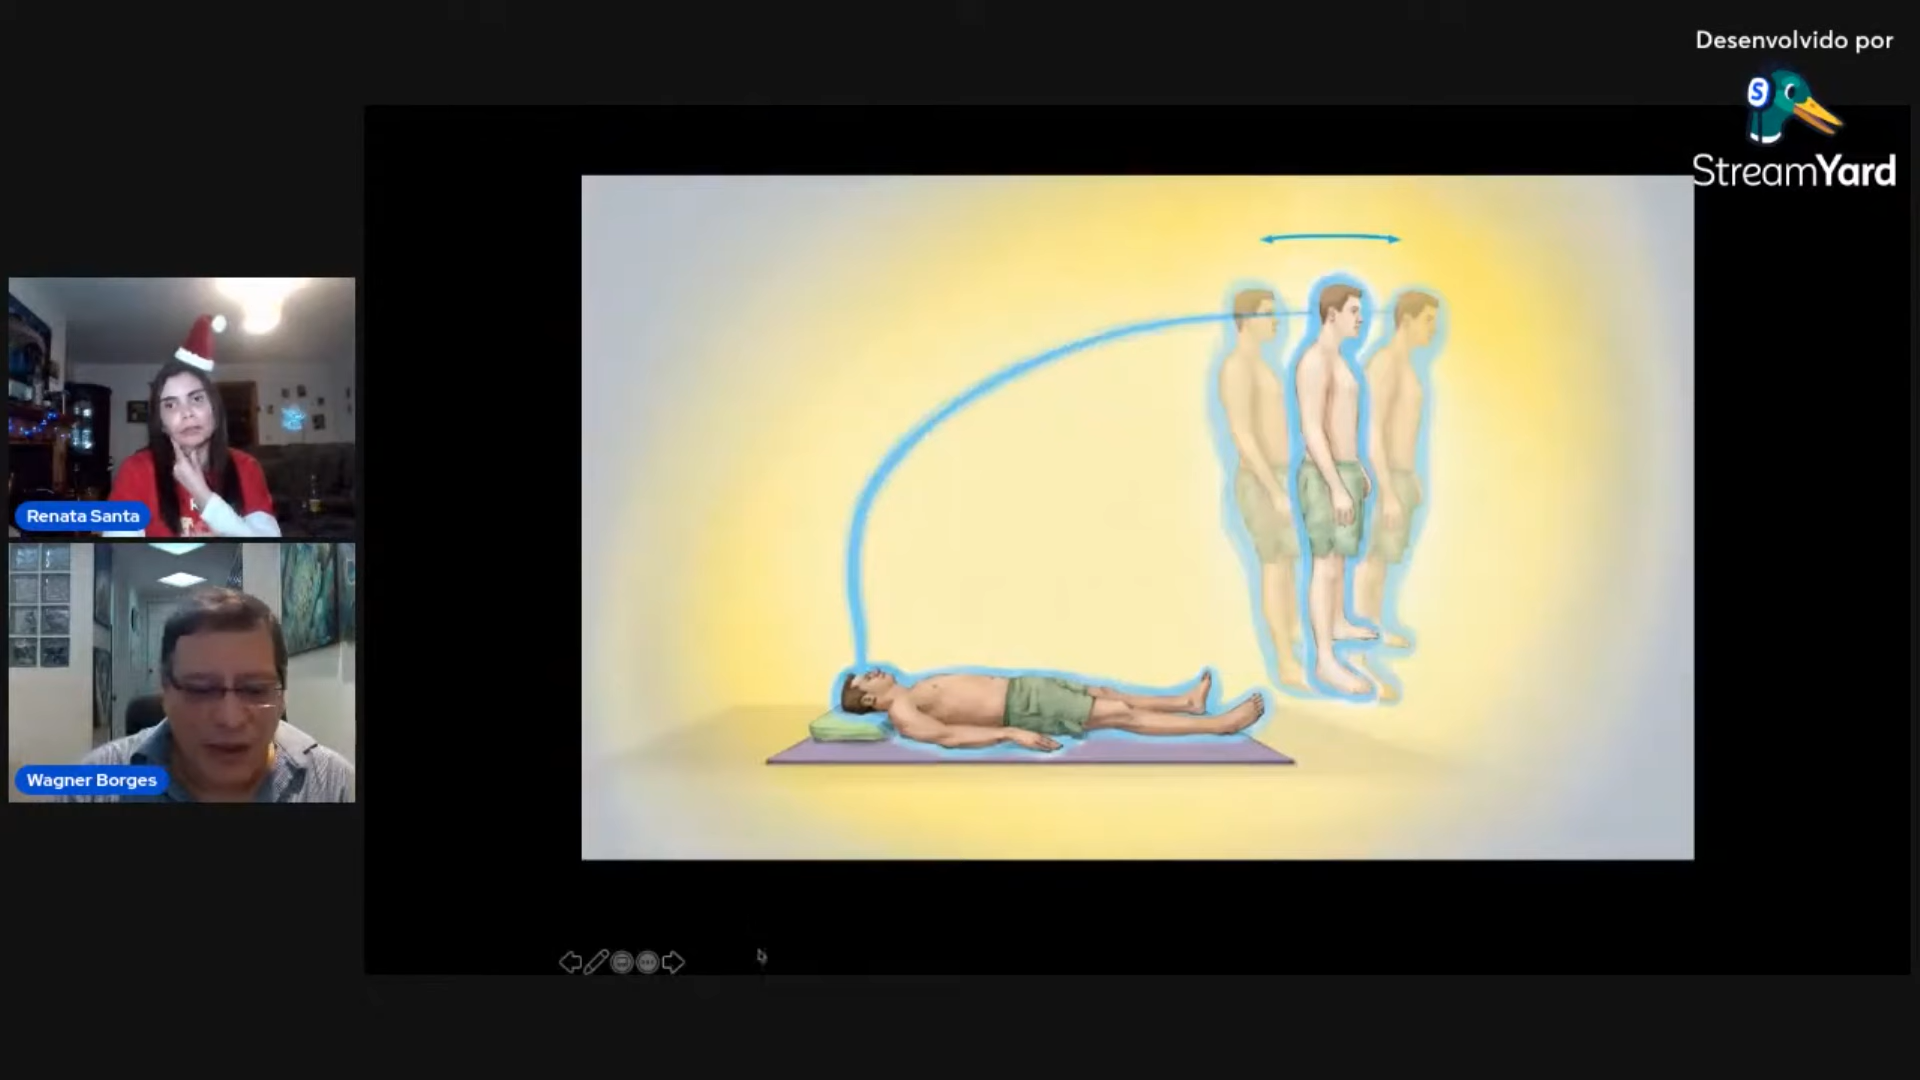 Desenvolvido por
S
StreamYard
Renata Santa
Wagner Borges